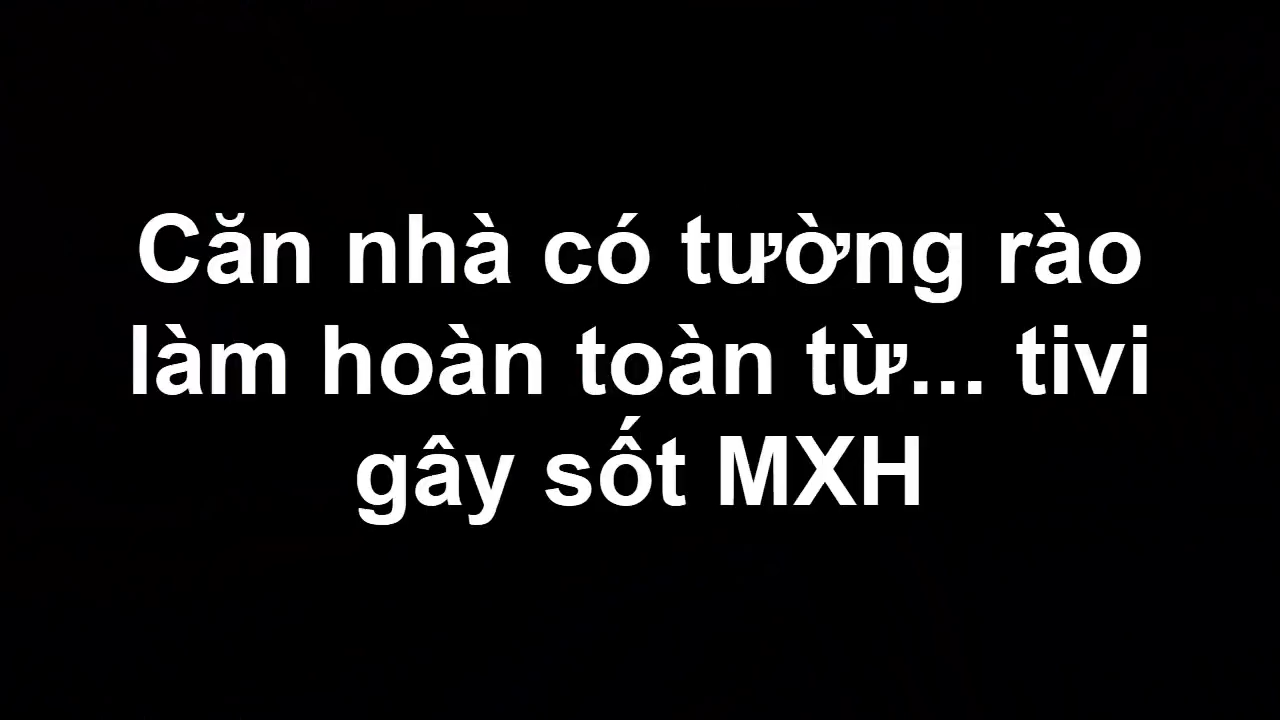 Căn nhà có tường rào
làm hoàn toàn từ... tivi
gây sốt MXH